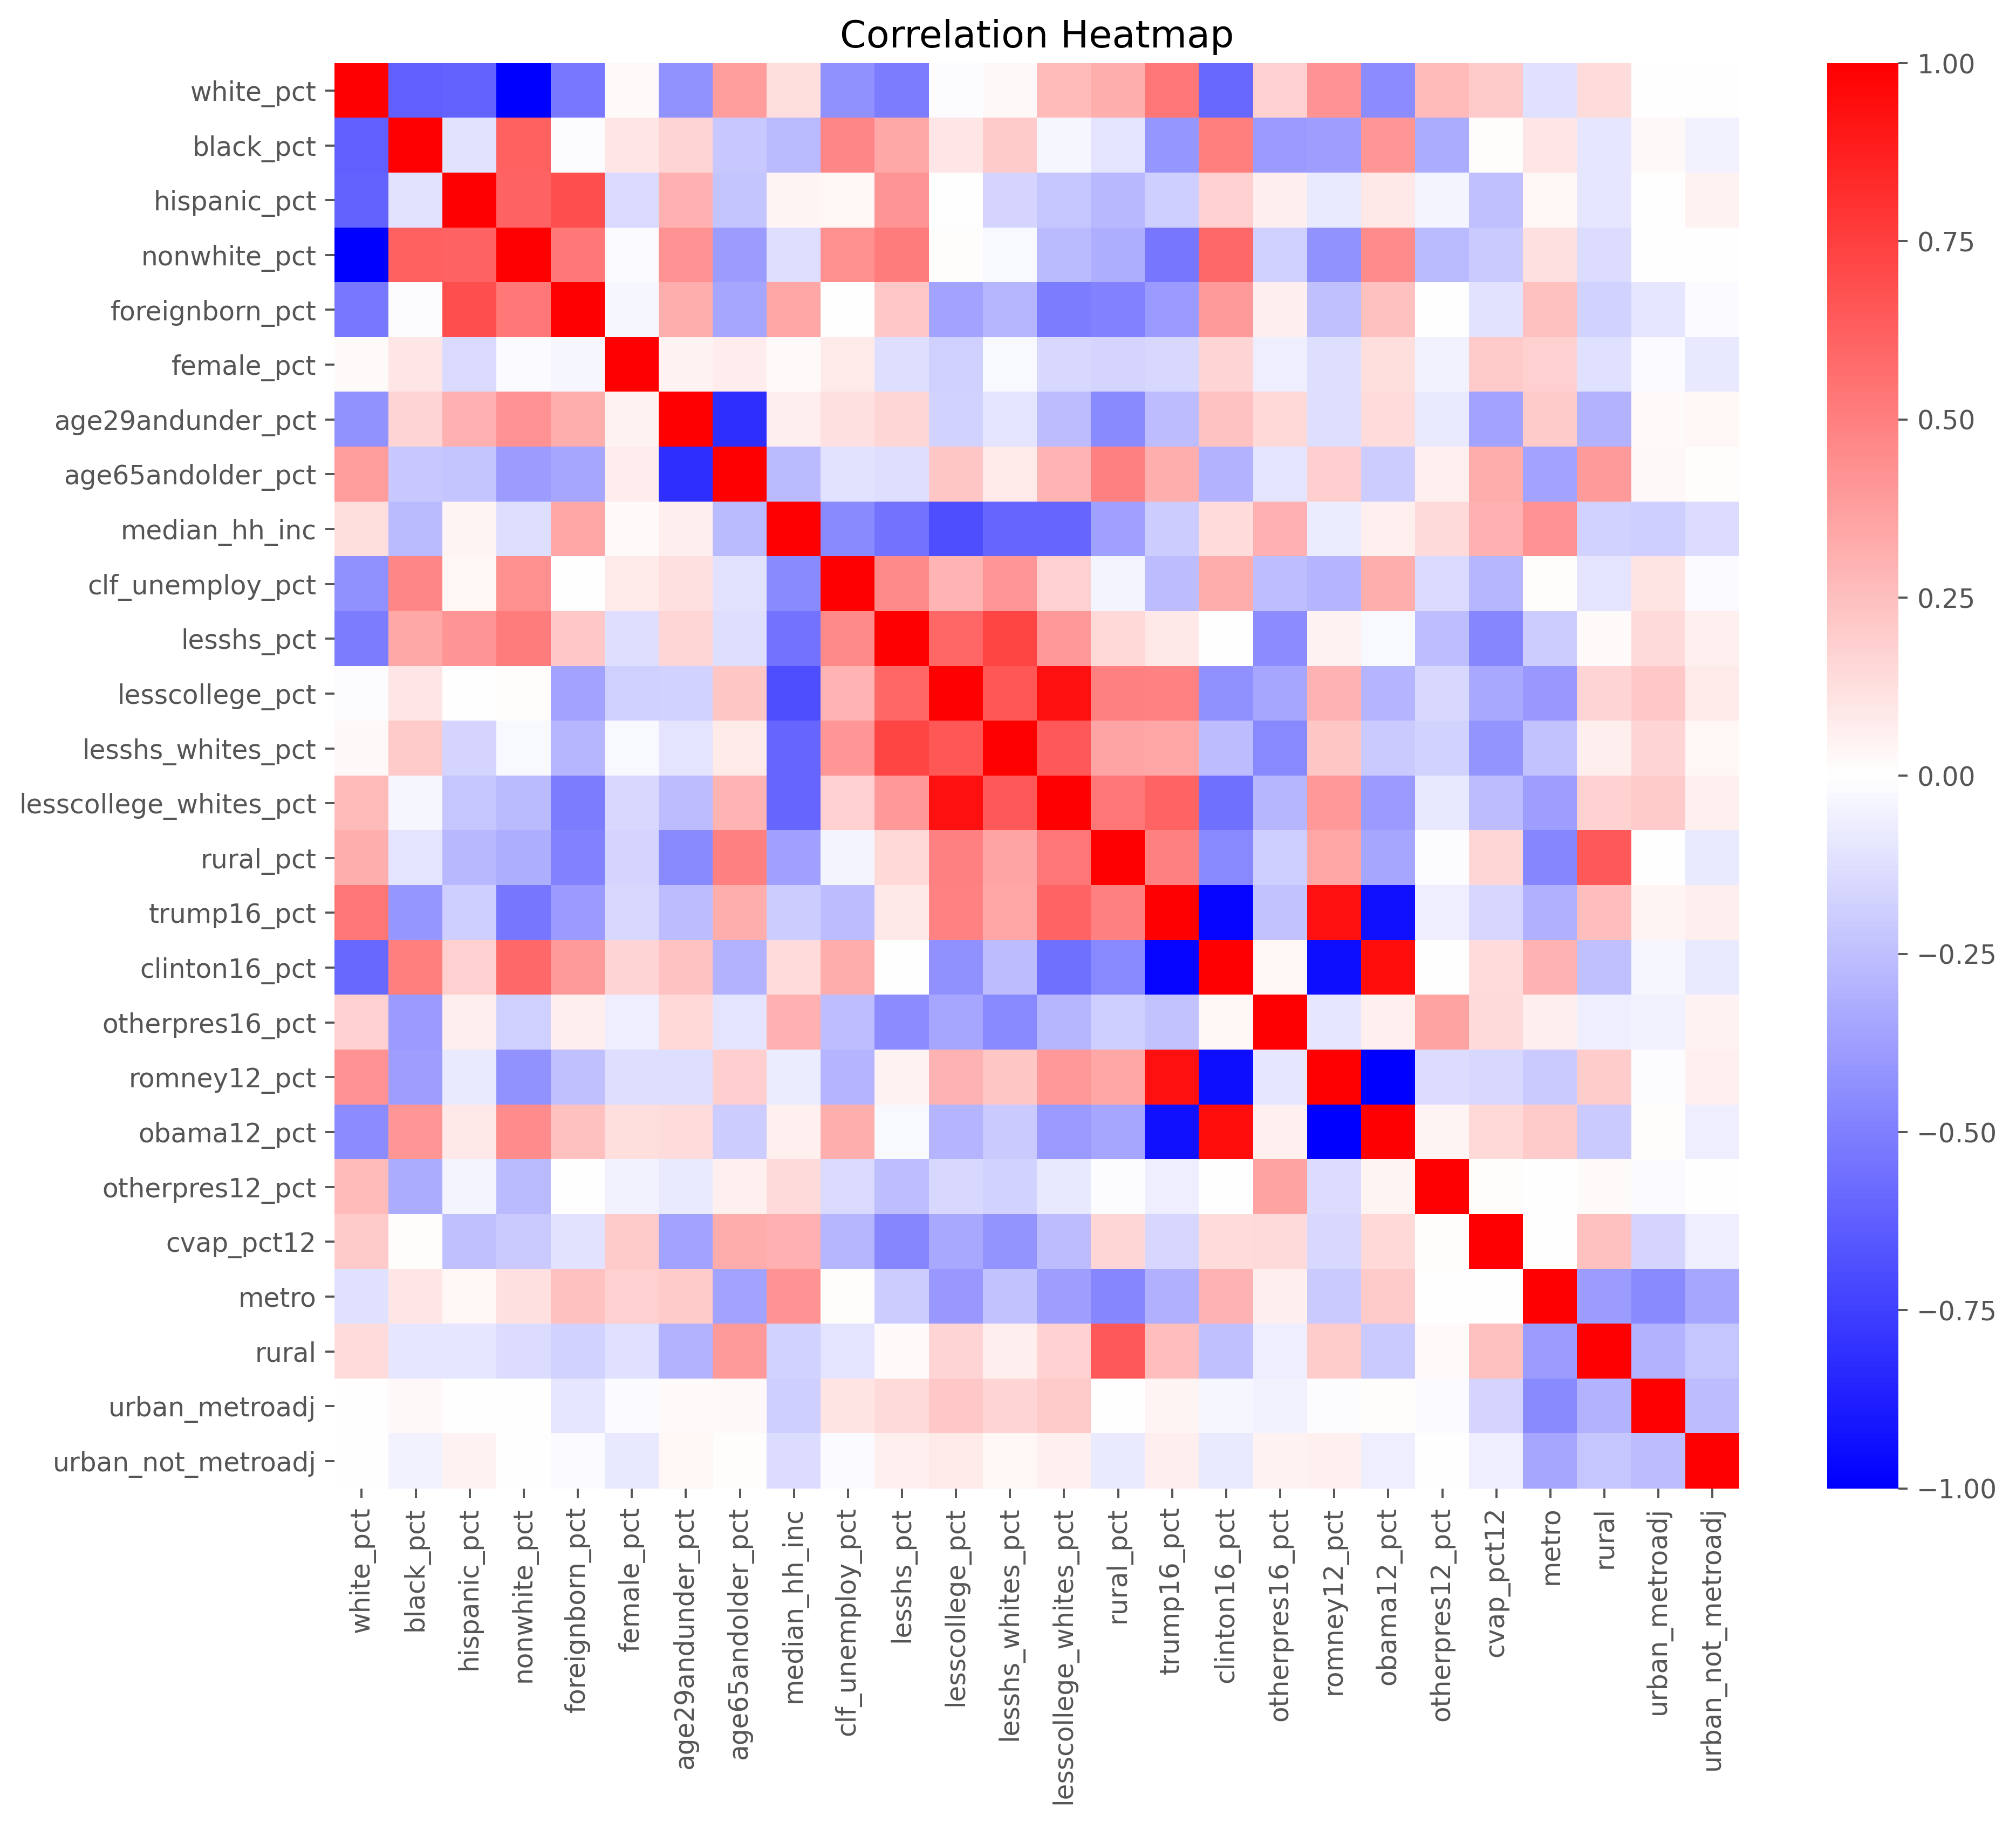 Correlation Heatmap
white_pct
black_pct
hispanic_pct
nonwhite_pct
foreignborn_pct
female_pct
age29andunder_pct
age65andolder_pct
median_hh_inc
clf_unemploy_pct
lesshs_pct
lesscollege_pct
lesshs_whites_pct
lesscollege_whites_pct
rural_pct
trump16_pct
clinton16_pct
otherpres16_pct
romney12_pct
obama12_pct
otherpres12_pct
cvap_pct12
metro
rural
urban_metroadj
urban_not_metroadj
white_pct
black_pct
hispanic_pct
nonwhite_pct
foreignborn_pct
female_pct
age29andunder_pct
age65andolder_pct
median_hh_inc
clf_unemploy_pct
lesshs_pct
lesscollege_pct
lesshs_whites_pct
lesscollege_whites_pct
rural_pct
trump16_pct
clinton16_pct
otherpres16_pct
romney12_pct
obama12_pct
otherpres12_pct
cvap_pct12
metro
rural
urban_metroadj
urban_not_metroadj
1.00
0.75
0.50
0.25
0.00
−0.25
−0.50
−0.75
−1.00